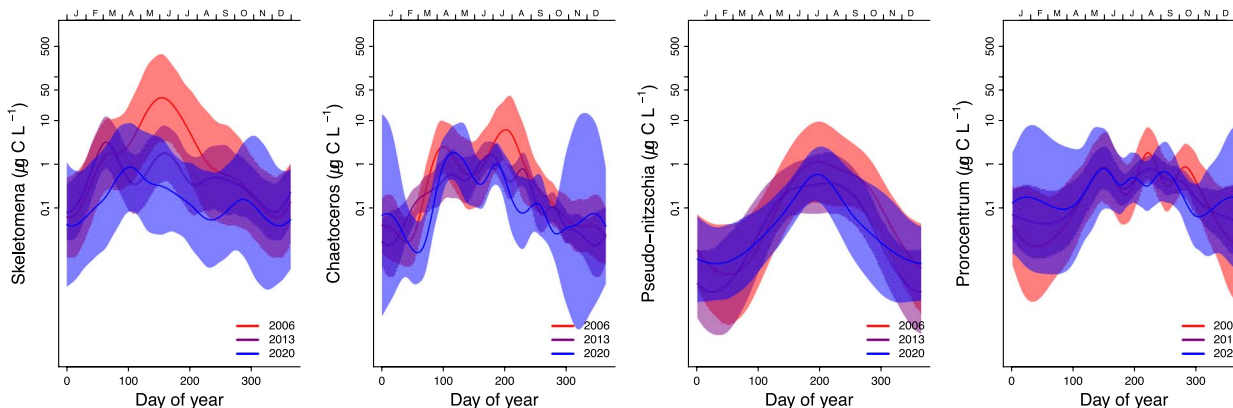 J F M A M J J A S O N D
J F M A M J J A S O N D
J F M A M J J A S O N D
J F M A M J J A S O N D
Skeletomena (µg C L⁻¹)
500
50
10
1
0.1
2006
2013
2020
0 100 200 300
Day of year
Chaetoceros (µg C L⁻¹)
500
50
10
1
0.1
2006
2013
2020
0 100 200 300
Day of year
Pseudo−nitzschia (µg C L⁻¹)
500
50
10
1
0.1
2006
2013
2020
0 100 200 300
Day of year
Prorocentrum (µg C L⁻¹)
500
50
10
1
0.1
200
201
202
0 100 200 300
Day of year